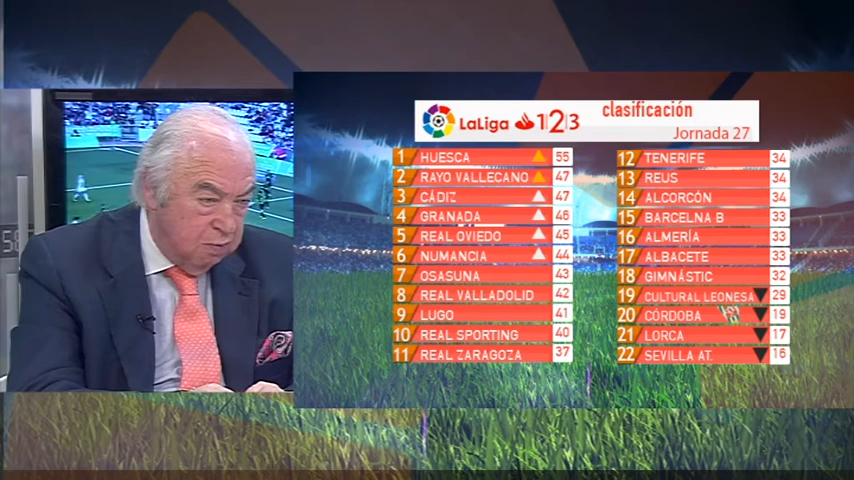 LaLiga 1|2|3
clasificación
Jornada 27
1 HUESCA 55
2 RAYO VALLECANO 47
3 CÁDIZ 47
4 GRANADA 46
5 REAL OVIEDO 45
6 NUMANCIA 44
7 OSASUNA 43
8 REAL VALLADOLID 42
9 LUGO 41
10 REAL SPORTING 40
11 REAL ZARAGOZA 37
12 TENERIFE 34
13 REUS 34
14 ALCORCÓN 34
15 BARCELNA B 33
16 ALMERÍA 33
17 ALBACETE 33
18 GIMNÁSTIC 32
19 CULTURAL LEONESA 29
20 CÓRDOBA 19
21 LORCA 17
22 SEVILLA AT. 16
58